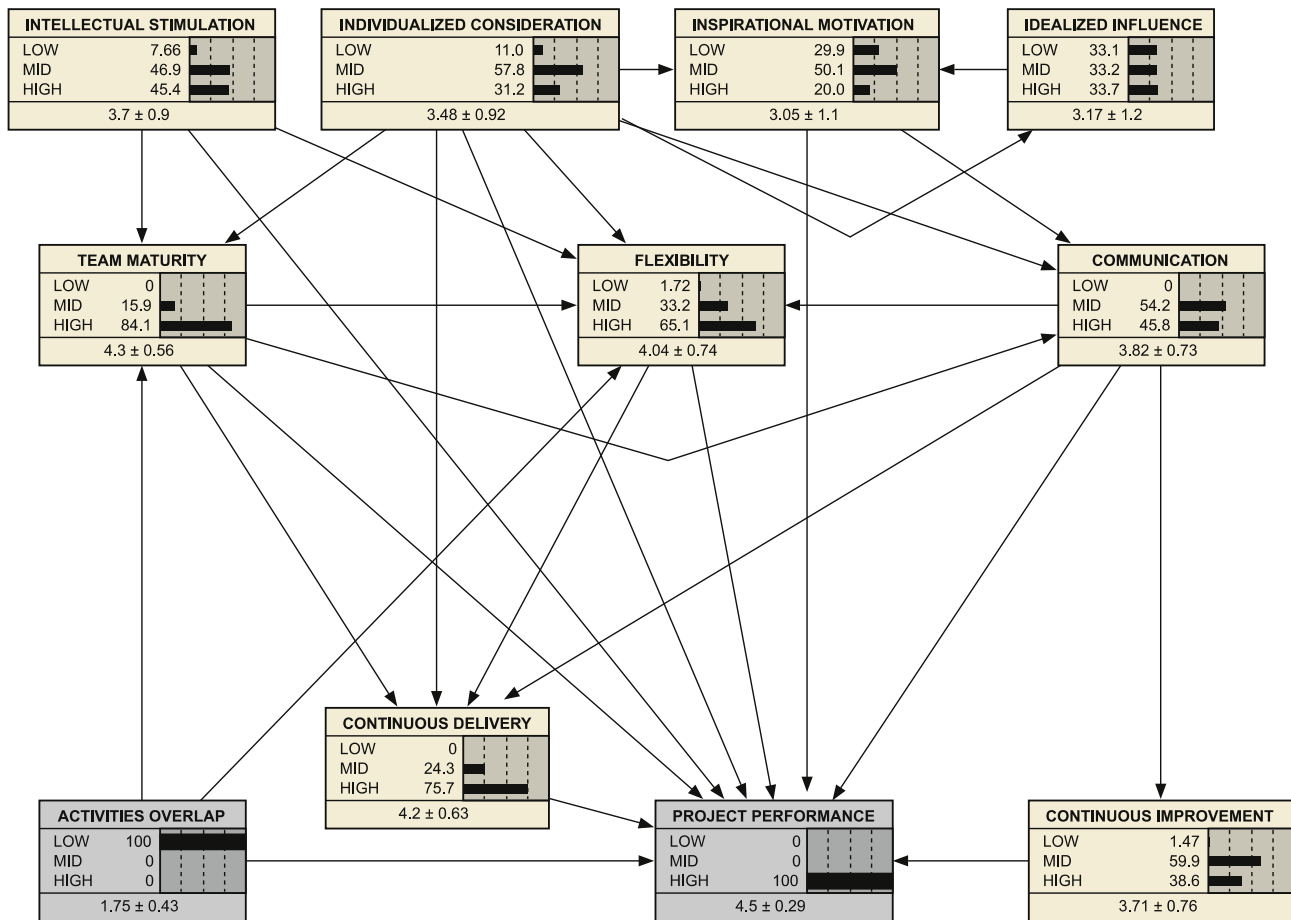 INTELLECTUAL STIMULATION
LOW 7.66
MID 46.9
HIGH 45.4
3.7 ± 0.9
INDIVIDUALIZED CONSIDERATION
LOW 11.0
MID 57.8
HIGH 31.2
3.48 ± 0.92
INSPIRATIONAL MOTIVATION
LOW 29.9
MID 50.1
HIGH 20.0
3.05 ± 1.1
IDEALIZED INFLUENCE
LOW 33.1
MID 33.2
HIGH 33.7
3.17 ± 1.2
TEAM MATURITY
LOW 0
MID 15.9
HIGH 84.1
4.3 ± 0.56
FLEXIBILITY
LOW 1.72
MID 33.2
HIGH 65.1
4.04 ± 0.74
COMMUNICATION
LOW 0
MID 54.2
HIGH 45.8
3.82 ± 0.73
CONTINUOUS DELIVERY
LOW 0
MID 24.3
HIGH 75.7
4.2 ± 0.63
ACTIVITIES OVERLAP
LOW 100
MID 0
HIGH 0
1.75 ± 0.43
PROJECT PERFORMANCE
LOW 0
MID 0
HIGH 100
4.5 ± 0.29
CONTINUOUS IMPROVEMENT
LOW 1.47
MID 59.9
HIGH 38.6
3.71 ± 0.76